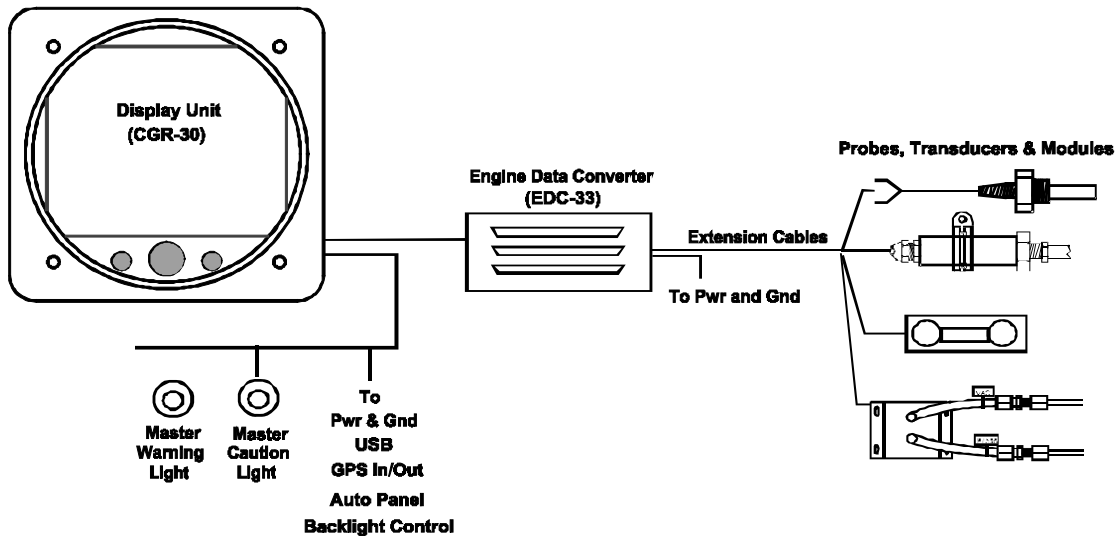 Display Unit
(CGR-30)
Probes, Transducers & Modules
Engine Data Converter
(EDC-33)
Extension Cables
To Pwr and Gnd
Master
Warning
Light
Master
Caution
Light
To
Pwr & Gnd
USB
GPS In/Out
Auto Panel
Backlight Control